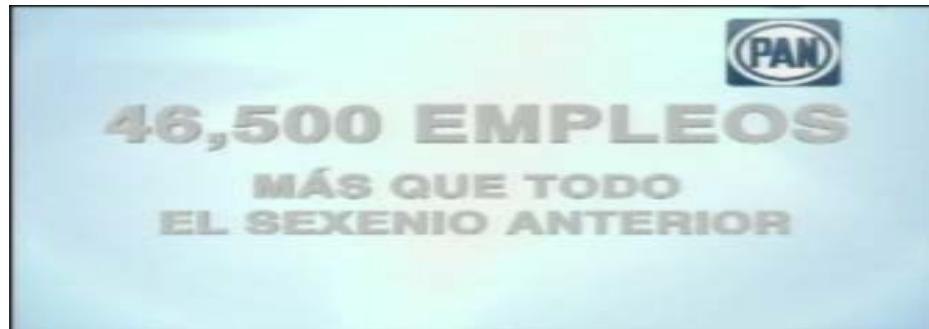 PAN
46,500 EMPLEOS
MÁS QUE TODO
EL SEXENIO ANTERIOR